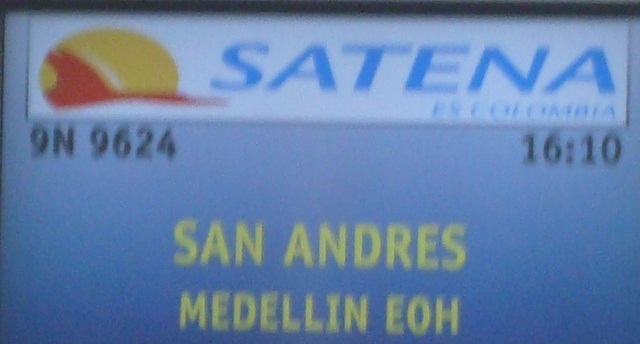 SATENA
ES COLOMBIA
9N 9624 16:10
SAN ANDRES
MEDELLIN EOH